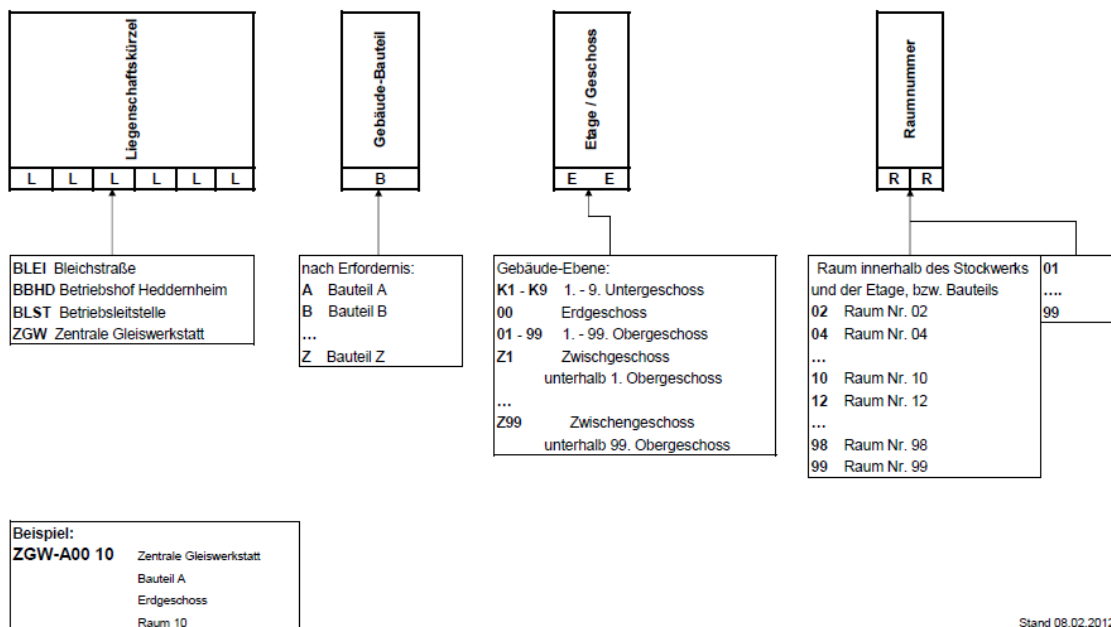 Liegenschaftskürzel
L L L L L L
Gebäude-Bauteil
B
Etage / Geschoss
E E
Raumnummer
R R
BLEI Bleichstraße
BBHD Betriebshof Heddernheim
BLST Betriebsleitstelle
ZGW Zentrale Gleiswerkstatt
nach Erfordernis:
A Bauteil A
B Bauteil B
...
Z Bauteil Z
Gebäude-Ebene:
K1 - K9 1. - 9. Untergeschoss
00 Erdgeschoss
01 - 99 1. - 99. Obergeschoss
Z1 Zwischgeschoss
unterhalb 1. Obergeschoss
...
Z99 Zwischengeschoss
unterhalb 99. Obergeschoss
Raum innerhalb des Stockwerks
und der Etage, bzw. Bauteils
02 Raum Nr. 02
04 Raum Nr. 04
...
10 Raum Nr. 10
12 Raum Nr. 12
...
98 Raum Nr. 98
99 Raum Nr. 99
01
....
99
Beispiel:
ZGW-A00 10 Zentrale Gleiswerkstatt
Bauteil A
Erdgeschoss
Raum 10
Stand 08.02.2012